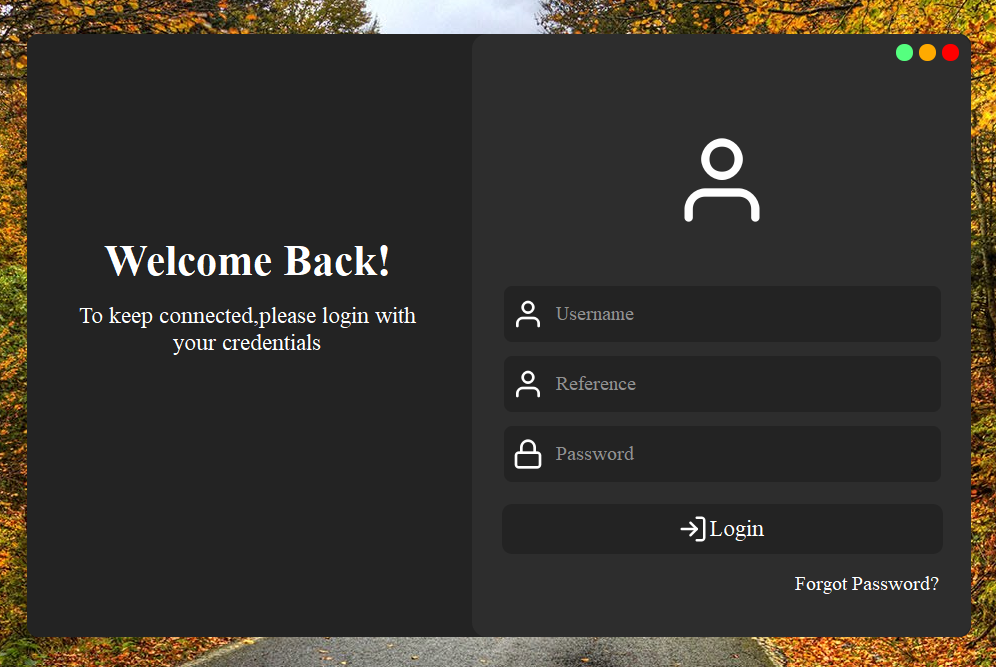 Welcome Back!
To keep connected,please login with
your credentials
Username
Reference
Password
Login
Forgot Password?